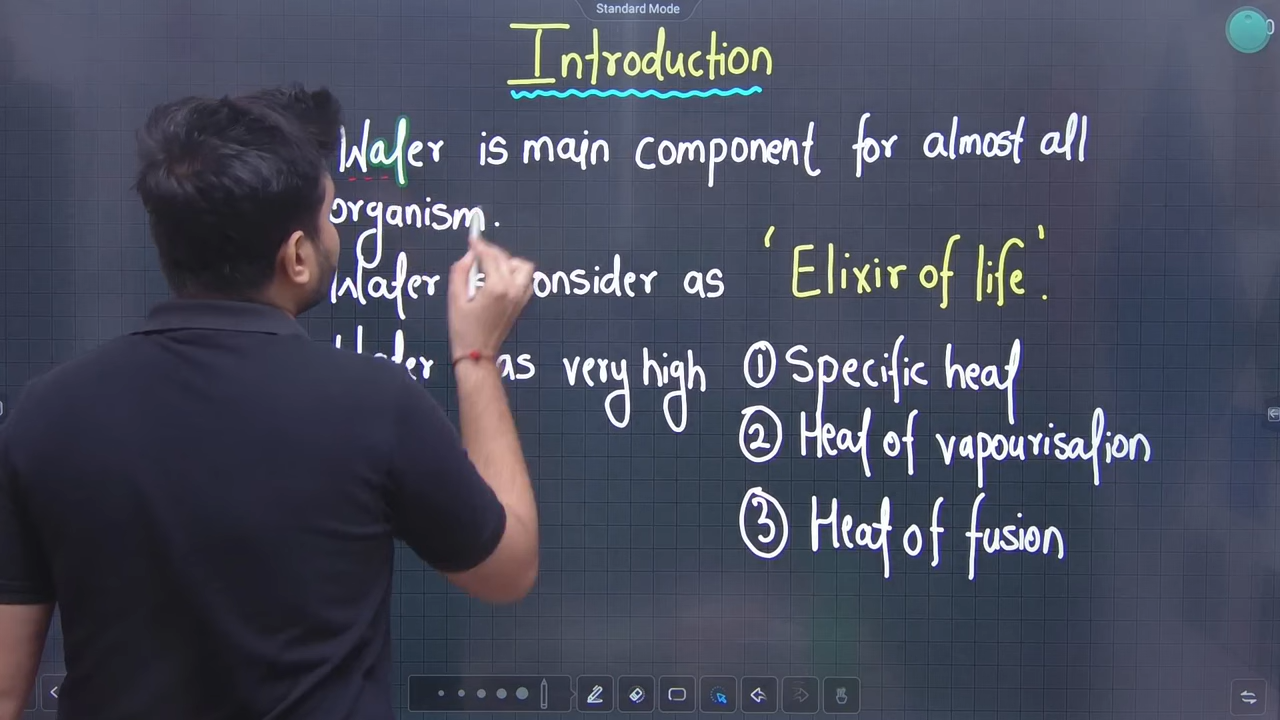 Standard Mode
Introduction
Water is main component for almost all
organism.
Water consider as 'Elixir of life'.
very high ① Specific heat
② Heat of vapourisation
③ Heat of fusion